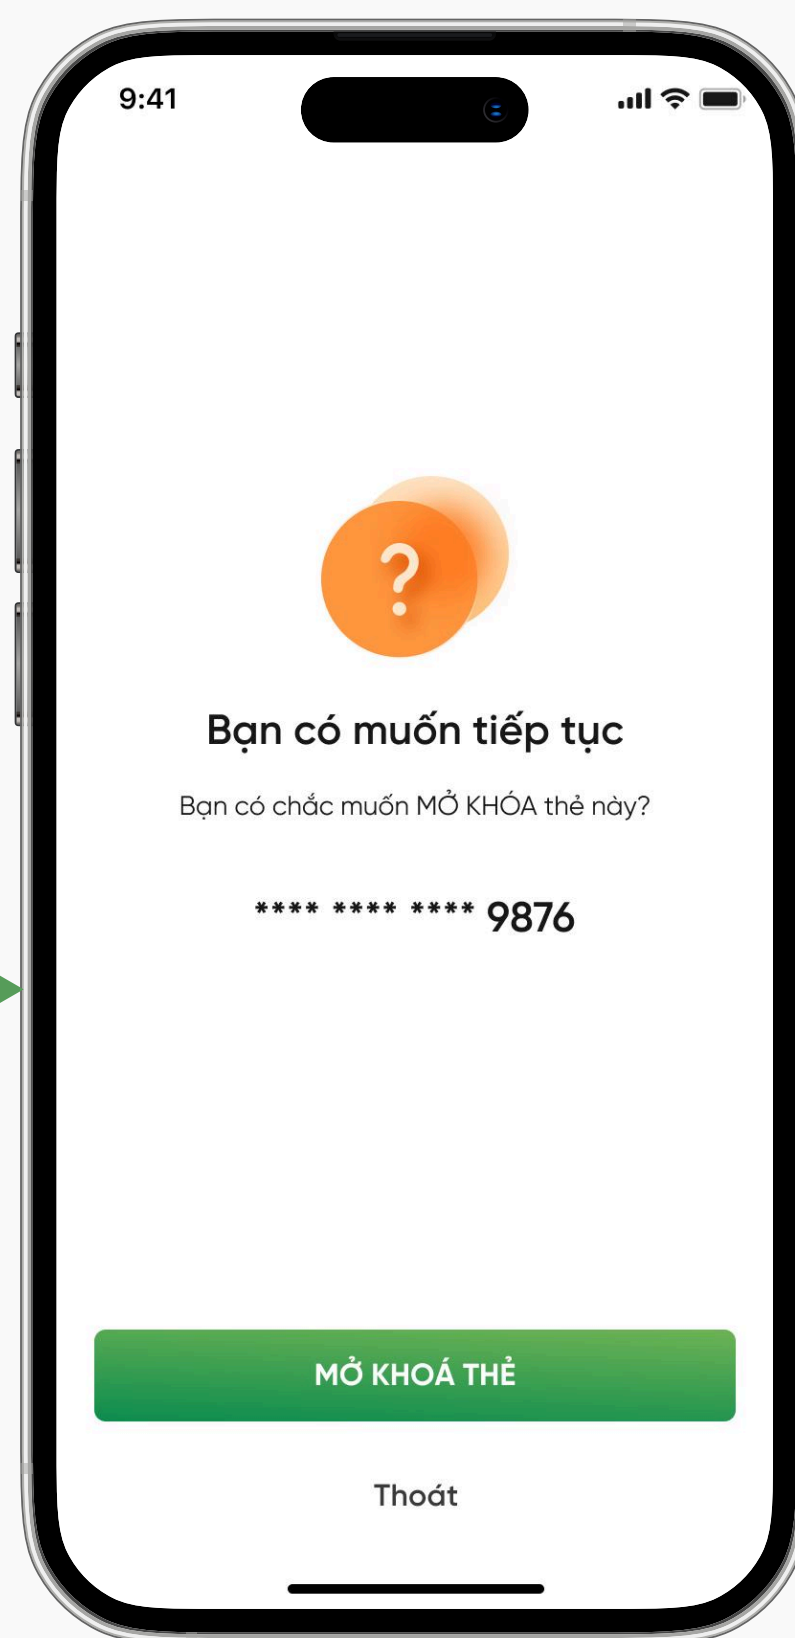 9:41
?
Bạn có muốn tiếp tục
Bạn có chắc muốn MỞ KHÓA thẻ này?
**** **** **** 9876
MỞ KHOÁ THẺ
Thoát